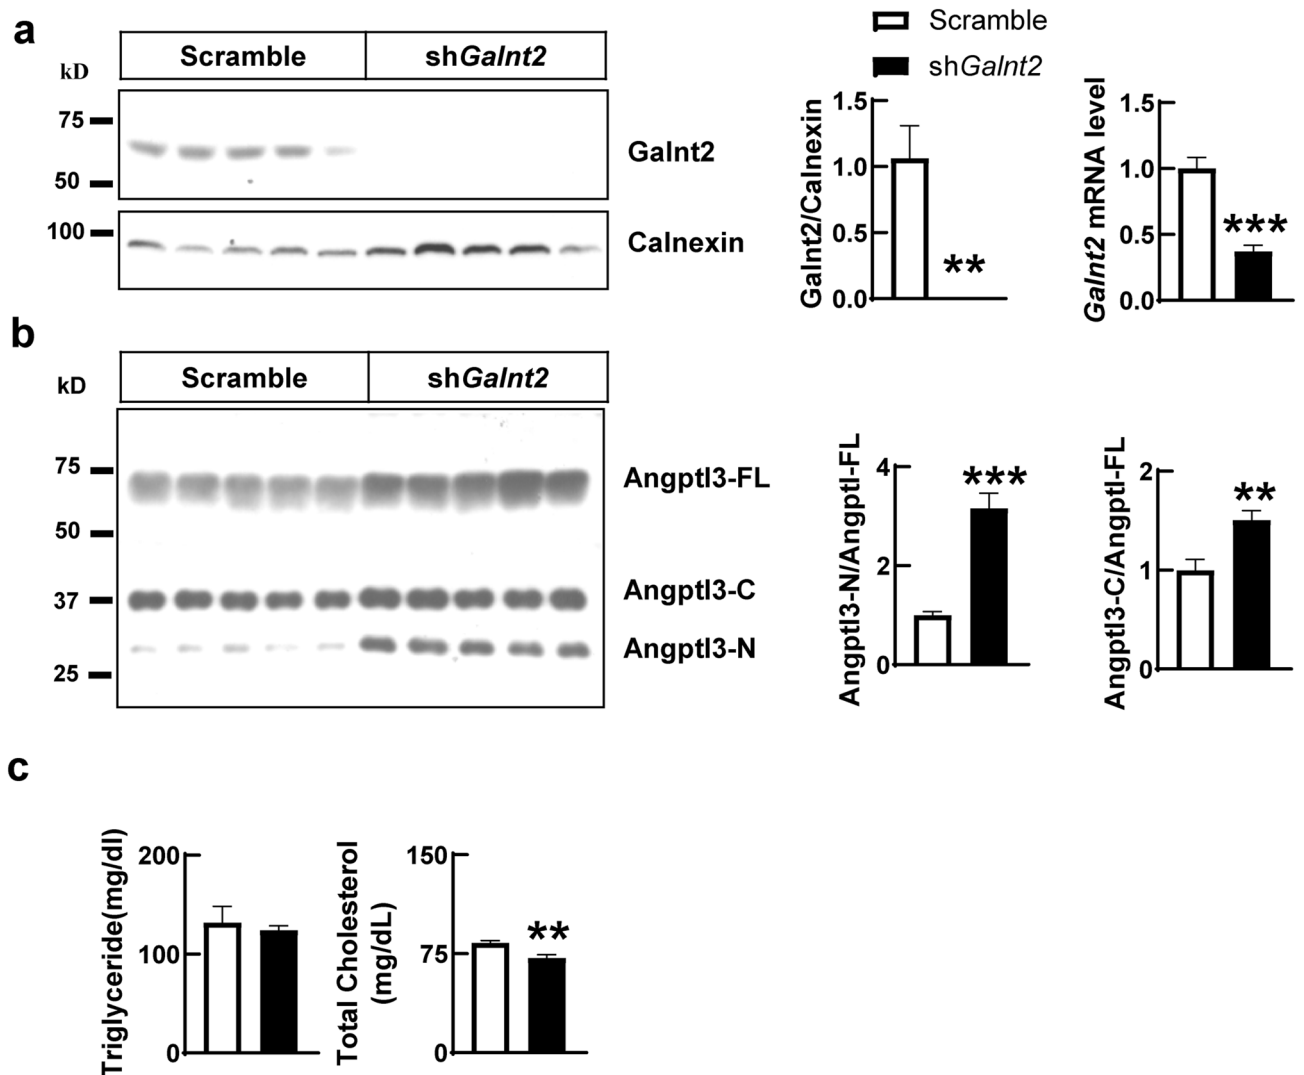 a
Scramble
shGalnt2
kD
75
50
100
Galnt2
Calnexin
Scramble
shGalnt2
Galnt2/Calnexin
1.5
1.0
0.5
0.0
**
Galnt2 mRNA level
1.5
1.0
0.5
0.0
***
b
Scramble
shGalnt2
kD
75
50
37
25
Angptl3-FL
Angptl3-C
Angptl3-N
Angptl3-N/Angptl-FL
4
2
0
***
Angptl3-C/Angptl-FL
2
1
0
**
c
Triglyceride(mg/dl)
200
100
0
Total Cholesterol
(mg/dL)
150
75
0
**